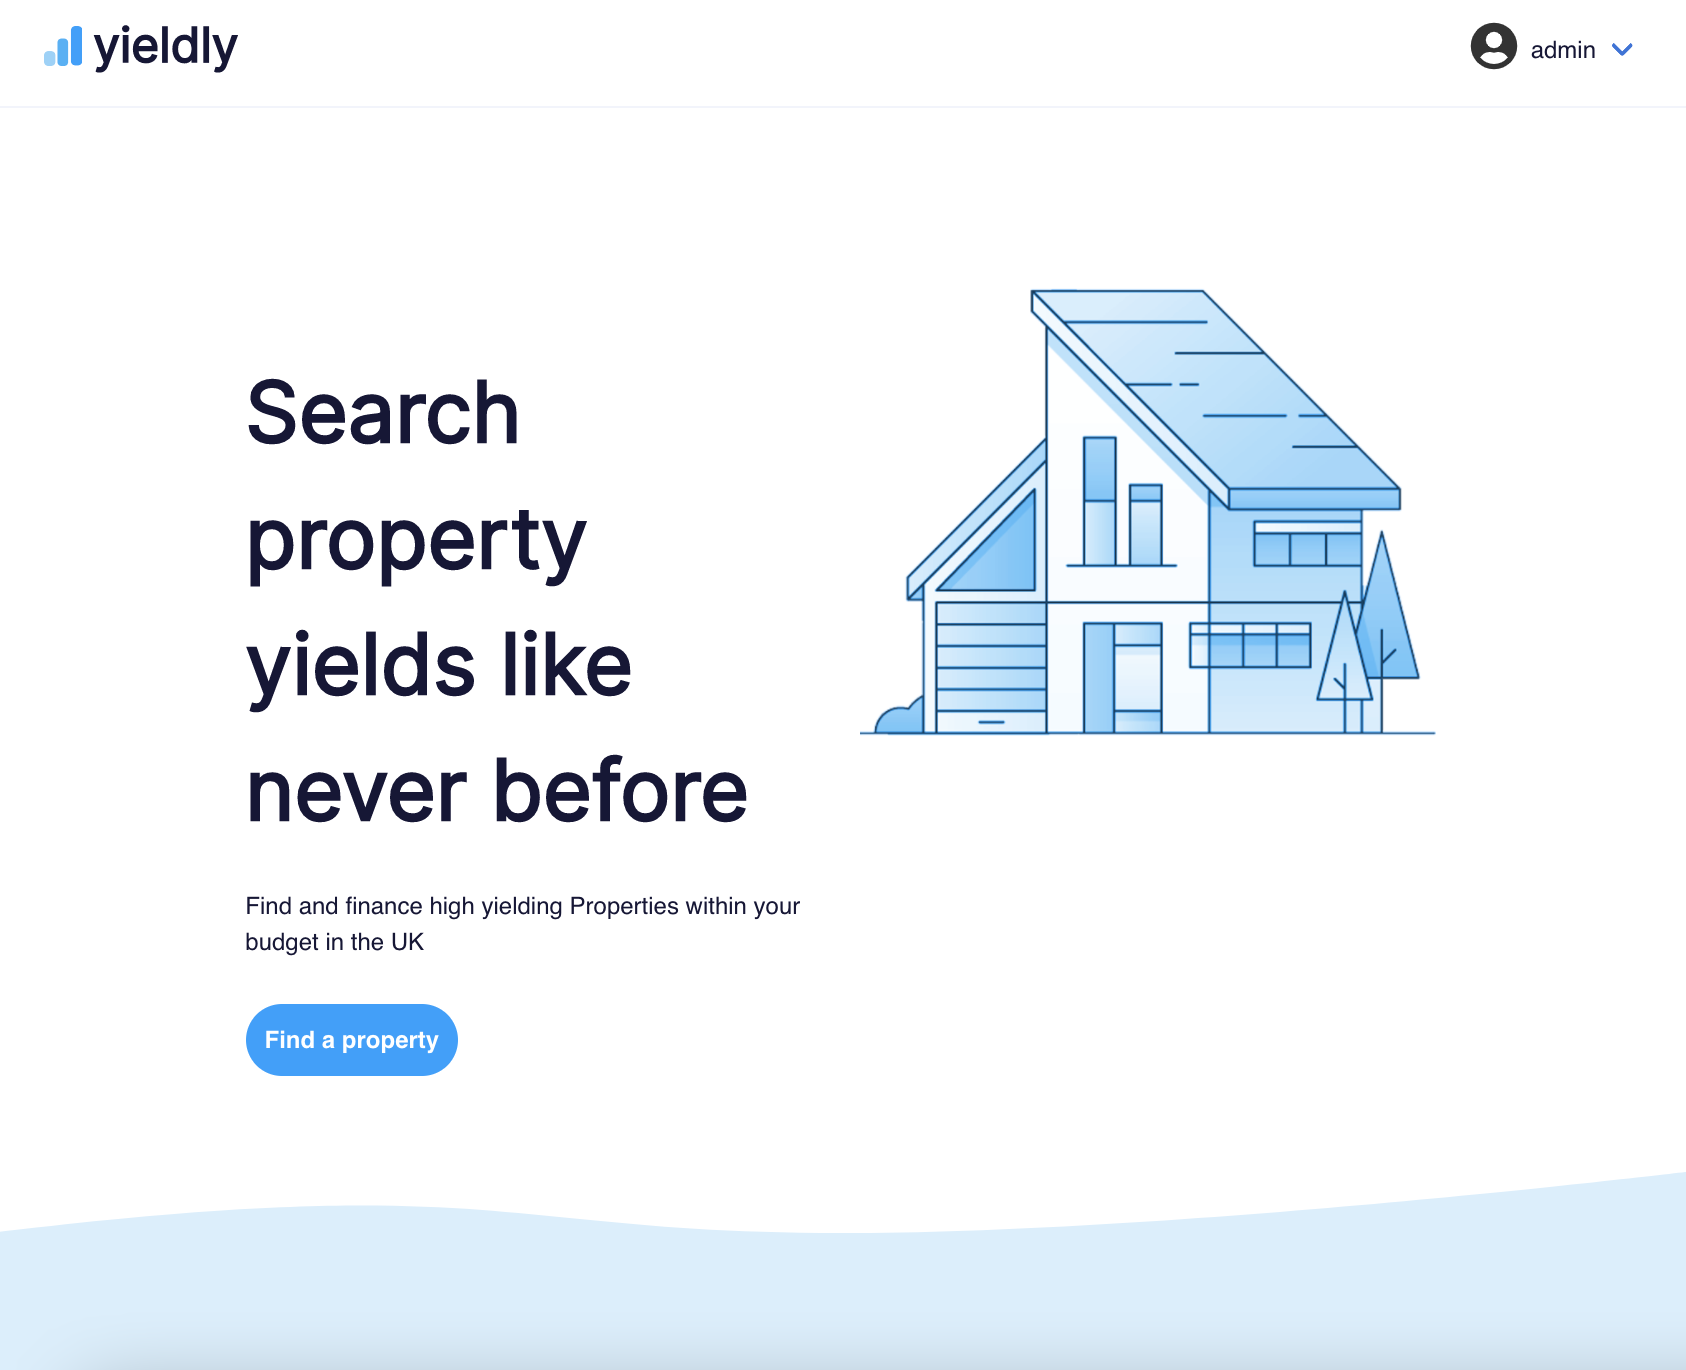 yieldly
admin
Search
property
yields like
never before
Find and finance high yielding Properties within your
budget in the UK
Find a property